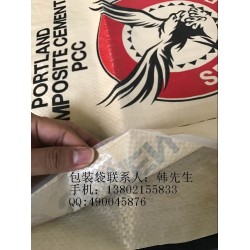 PORTLAND
COMPOSITE CEMENT
PCC
S
包装袋联系人：韩先生
手机：13802155833
QQ:490045876